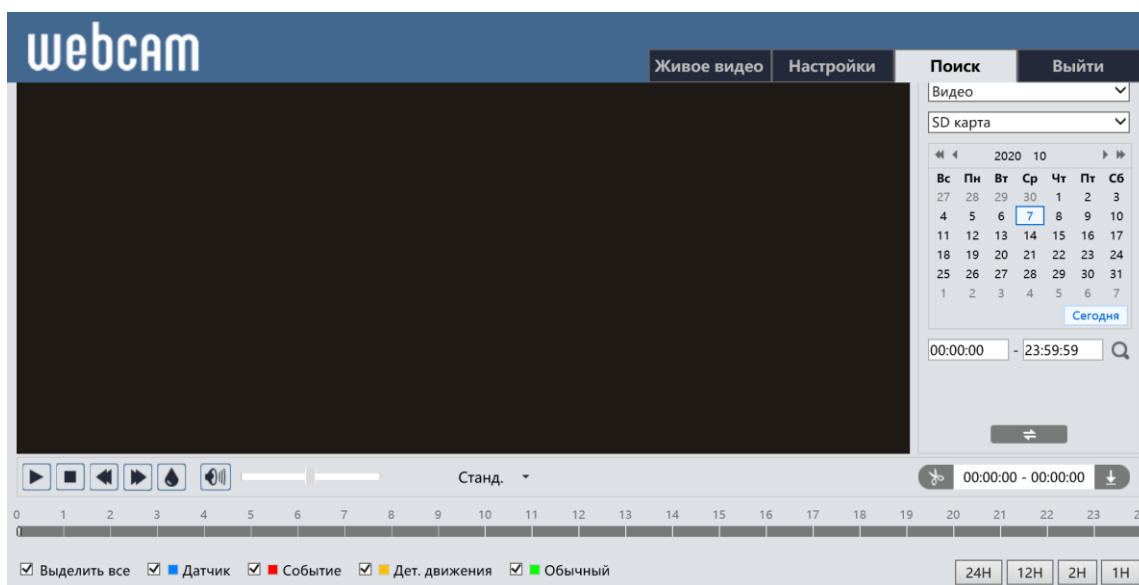 webcam
Живое видео Настройки Поиск Выйти
Видео
SD карта
2020 10
Вс Пн Вт Ср Чт Пт Сб
27 28 29 30 1 2 3
4 5 6 7 8 9 10
11 12 13 14 15 16 17
18 19 20 21 22 23 24
25 26 27 28 29 30 31
1 2 3 4 5 6 7
Сегодня
00:00:00 - 23:59:59
Станд.
00:00:00 - 00:00:00
0 1 2 3 4 5 6 7 8 9 10 11 12 13 14 15 16 17 18 19 20 21 22 23 2
Выделить все Датчик Событие Дет. движения Обычный
24H 12H 2H 1H